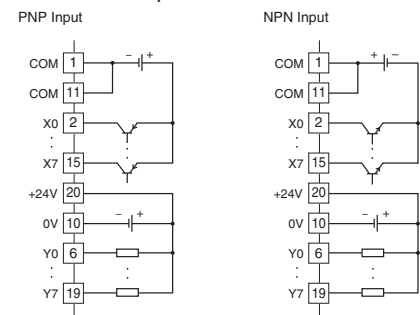 PNP Input
COM 1 − +
COM 11
X0 2
:
X7 15
+24V 20
0V 10 − +
Y0 6
:
Y7 19
NPN Input
COM 1 + −
COM 11
X0 2
:
X7 15
+24V 20
0V 10 − +
Y0 6
:
Y7 19